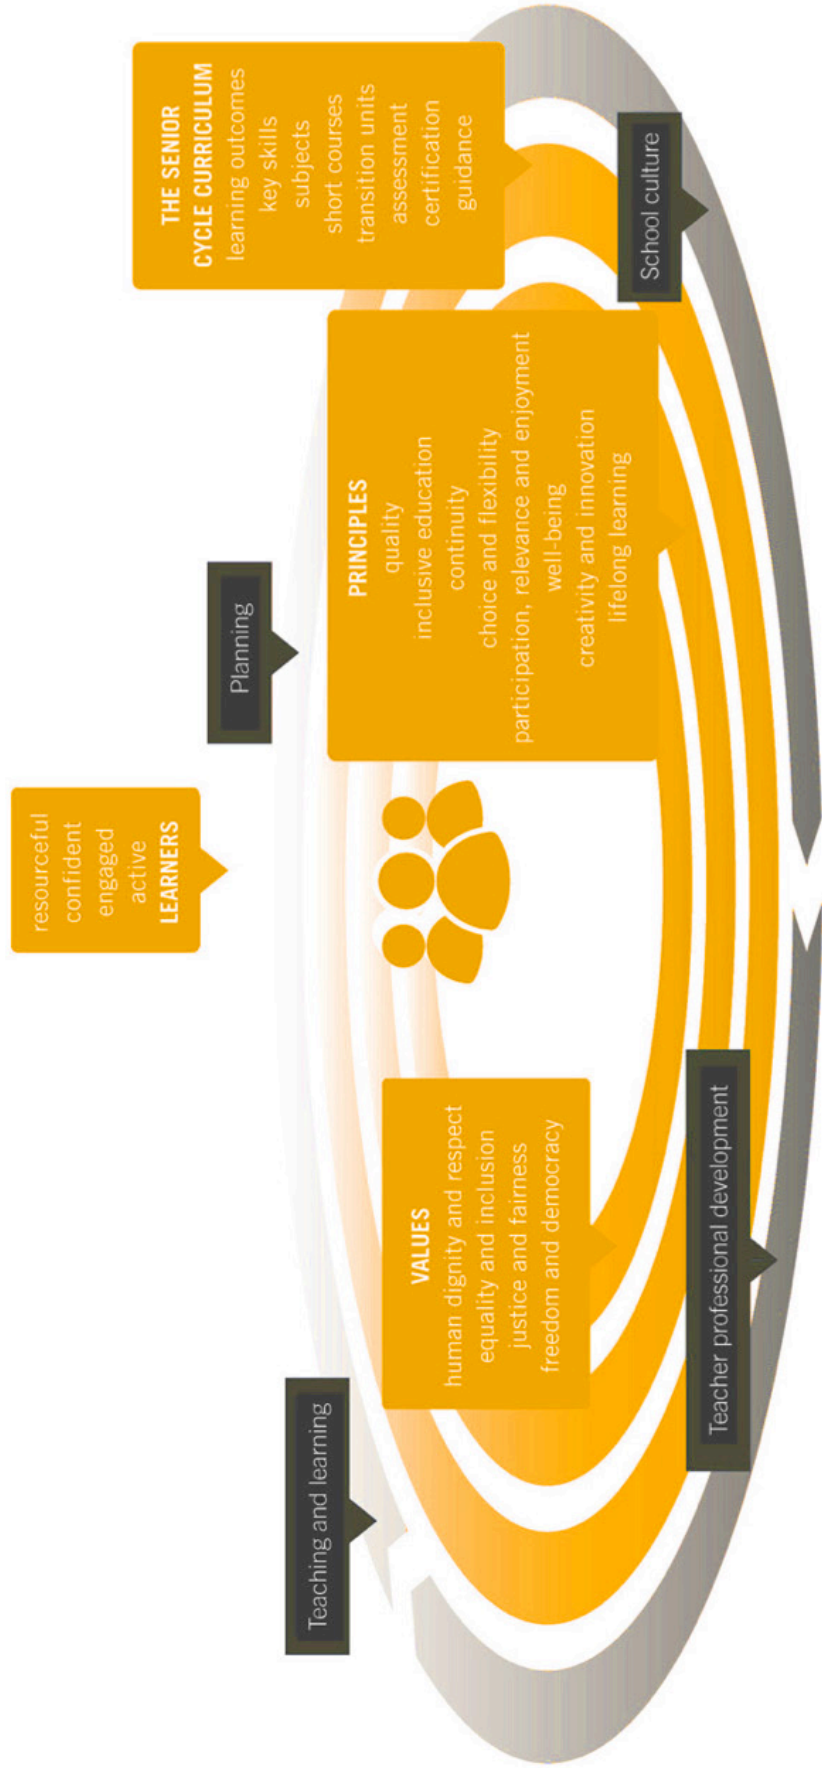 resourceful
confident
engaged
active
LEARNERS
Teaching and learning
Planning
VALUES
human dignity and respect
equality and inclusion
justice and fairness
freedom and democracy
PRINCIPLES
quality
inclusive education
continuity
choice and flexibility
participation, relevance and enjoyment
well-being
creativity and innovation
lifelong learning
THE SENIOR
CYCLE CURRICULUM
learning outcomes
key skills
subjects
short courses
transition units
assessment
certification
guidance
Teacher professional development
School culture